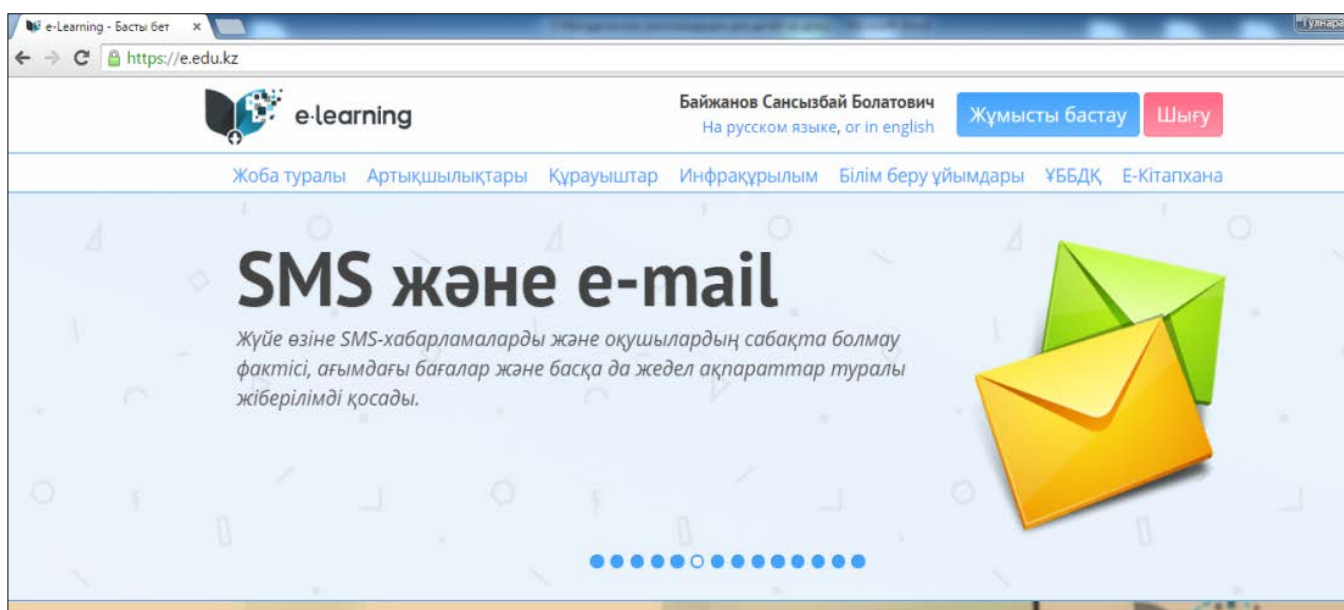 e-Learning - Басты бет
Гулнара
https://e.edu.kz
e-learning
Байжанов Сансызбай Болатович
На русском языке, or in english
Жұмысты бастау
Шығу
Жоба туралы Артықшылықтары Құрауыштар Инфрақұрылым Білім беру ұйымдары ҰББДҚ Е-Кітапхана
SMS және e-mail
Жүйе өзіне SMS-хабарламаларды және оқушылардың сабақта болмау
фактісі, ағымдағы бағалар және басқа да жедел ақпараттар туралы
жіберілімді қосады.